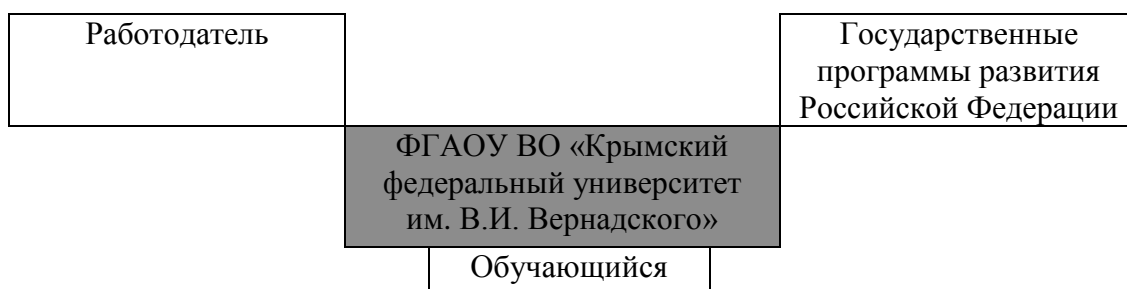 Работодатель
Государственные
программы развития
Российской Федерации
ФГАОУ ВО «Крымский
федеральный университет
им. В.И. Вернадского»
Обучающийся